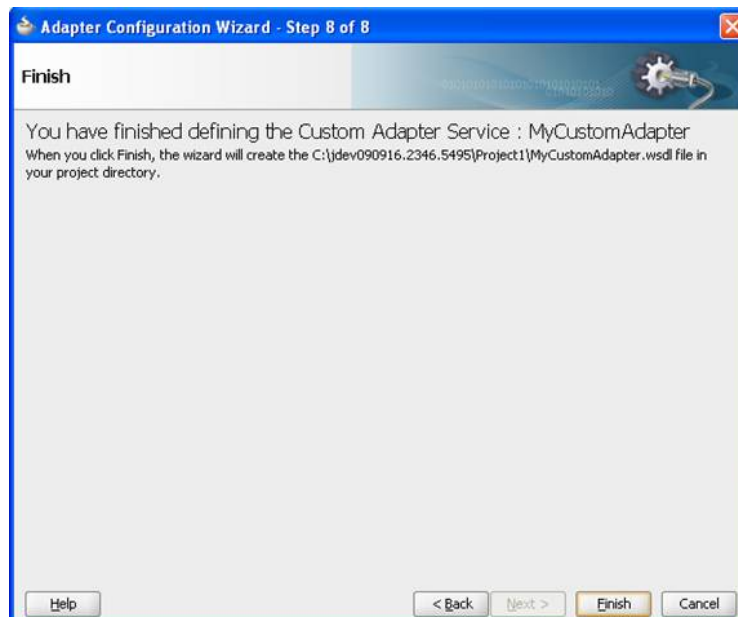 Adapter Configuration Wizard - Step 8 of 8
Finish
You have finished defining the Custom Adapter Service : MyCustomAdapter
When you click Finish, the wizard will create the C:\jdev090916.2346.5495\Project1\MyCustomAdapter.wsdl file in
your project directory.
Help
< Back
Next >
Finish
Cancel